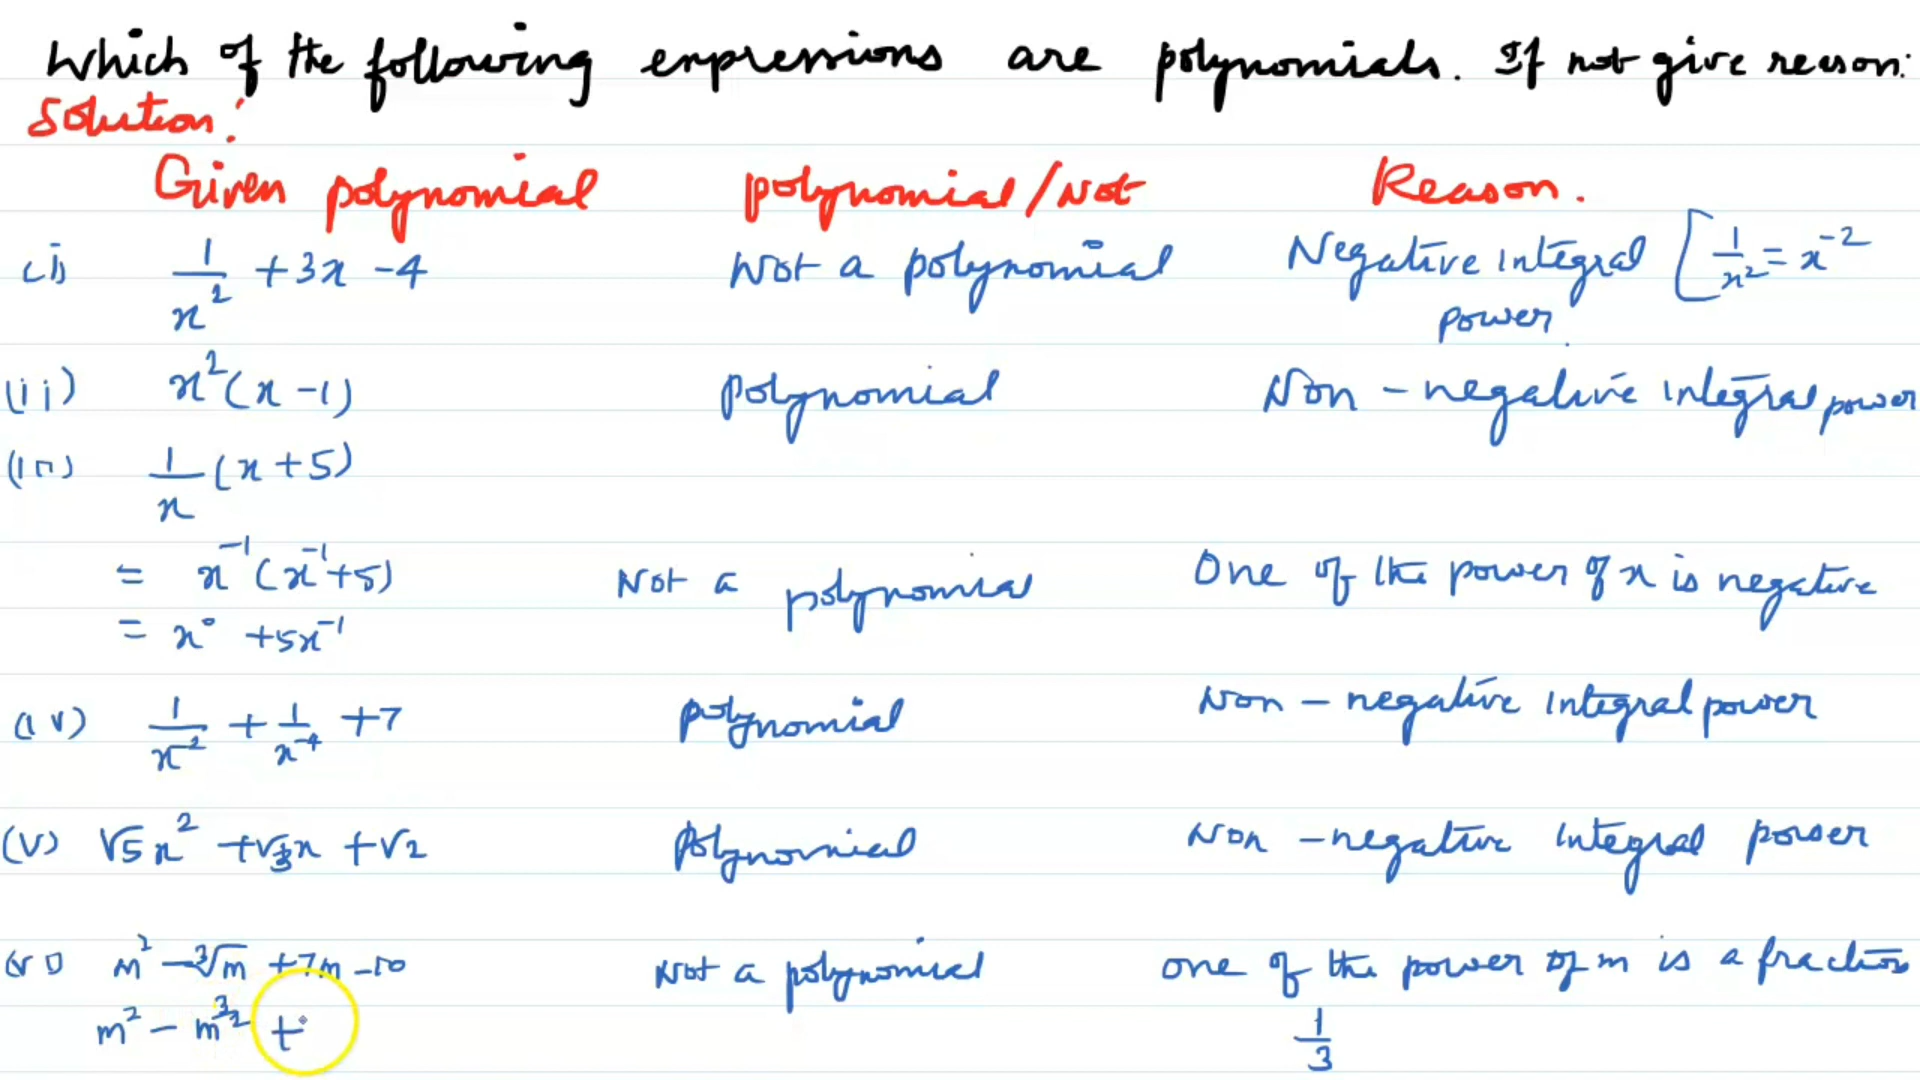 Which of the following expressions are polynomials. If not give reason:
Solution:
Given polynomial polynomial/Not Reason.
(i) 1/x² + 3x - 4 Not a polynomial Negative integral power. [1/x² = x⁻²
(ii) x²(x - 1) polynomial Non - negative integral power
(iii) 1/x (x + 5)
= x⁻¹(x⁻¹+5) Not a polynomial One of the power of x is negative
= x⁰ + 5x⁻¹
(iv) 1/x⁻² + 1/x⁻⁴ + 7 polynomial Non - negative integral power
(v) √5x² + √3x + √2 Polynomial Non - negative integral power
(vi) m² - ³√m + 7m - 10 Not a polynomial one of the power of m is a fraction
m² - m +
1/3